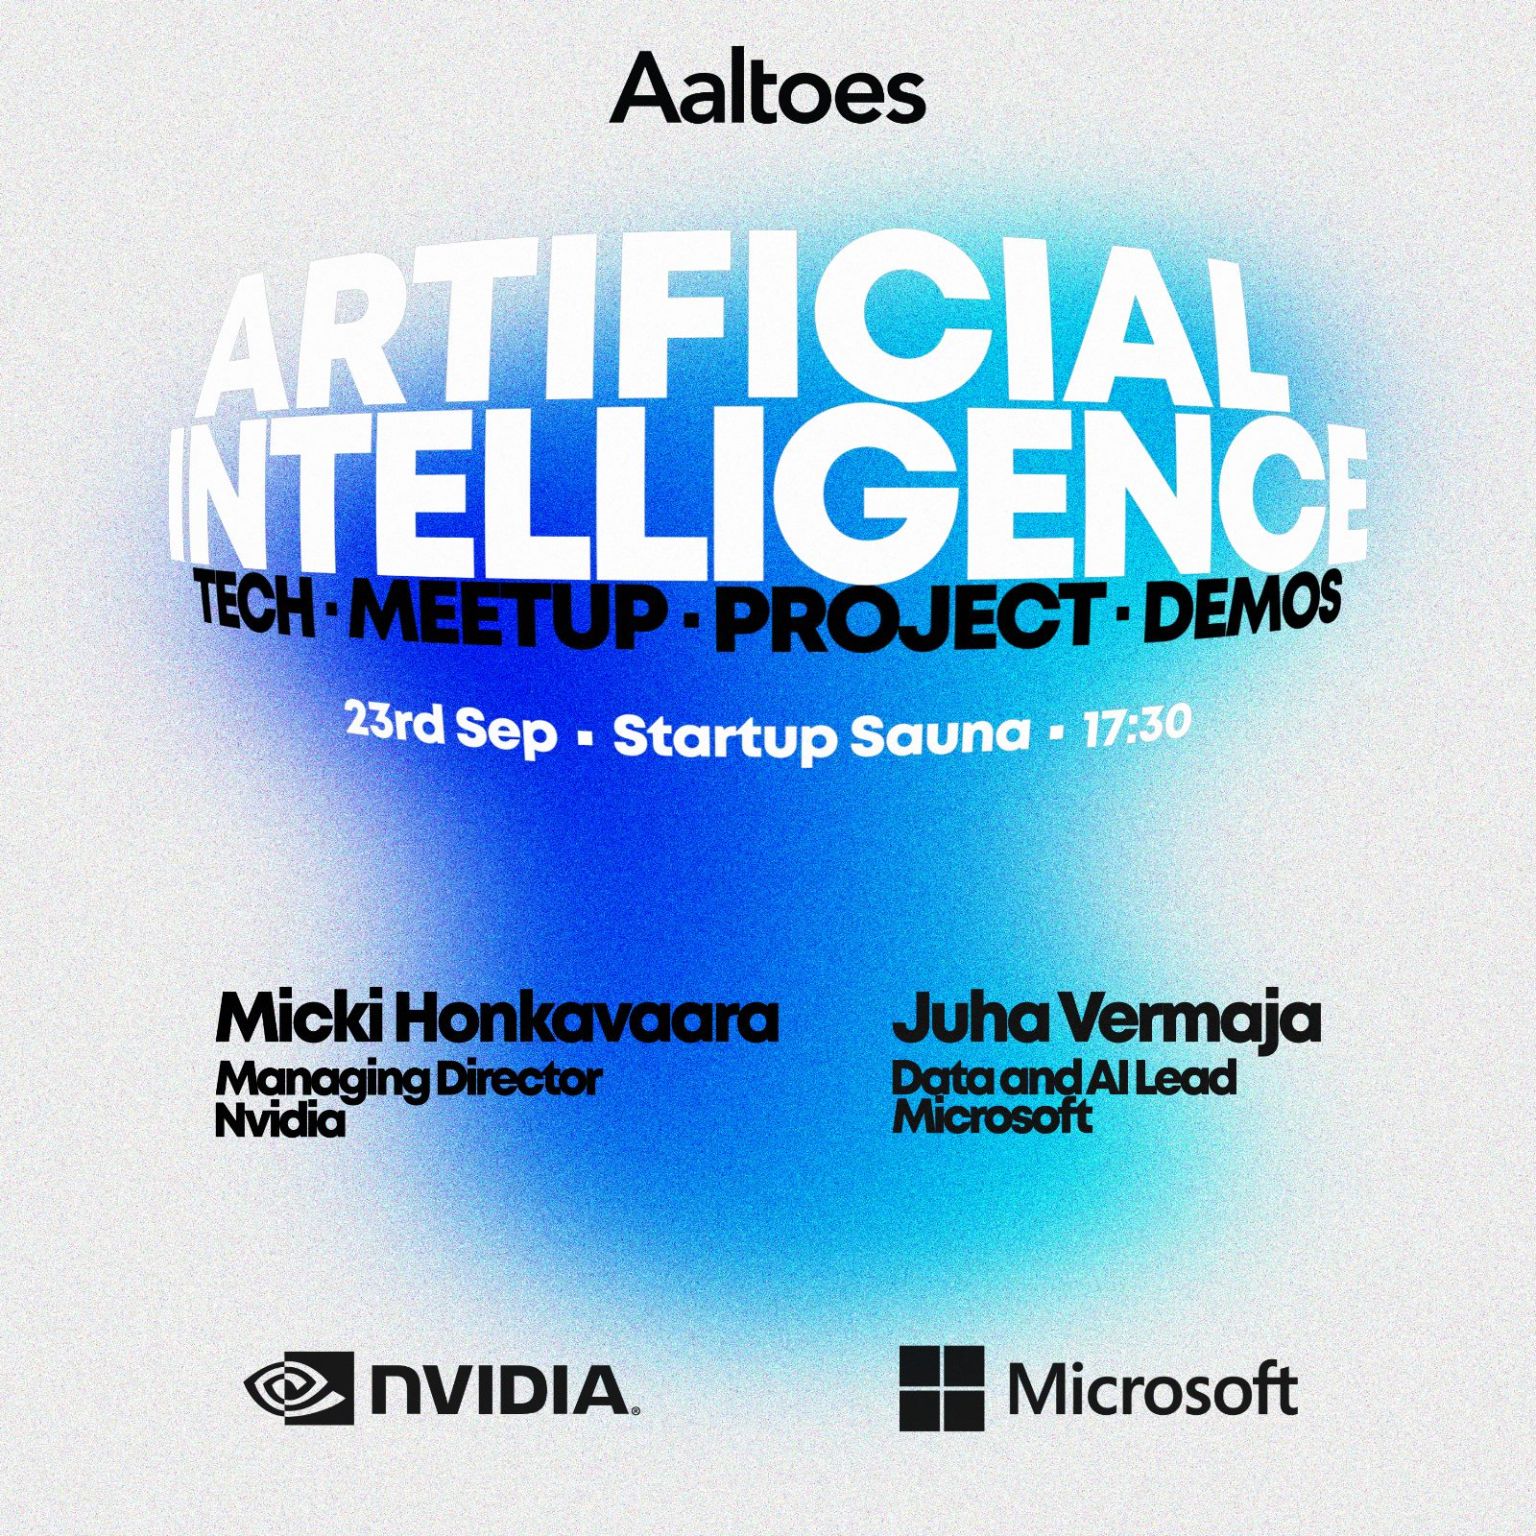 Aaltoes
ARTIFICIAL
INTELLIGENCE
TECH · MEETUP · PROJECT · DEMOS
23rd Sep · Startup Sauna · 17:30
Micki Honkavaara
Managing Director
Nvidia
Juha Vermaja
Data and AI Lead
Microsoft
NVIDIA®
Microsoft